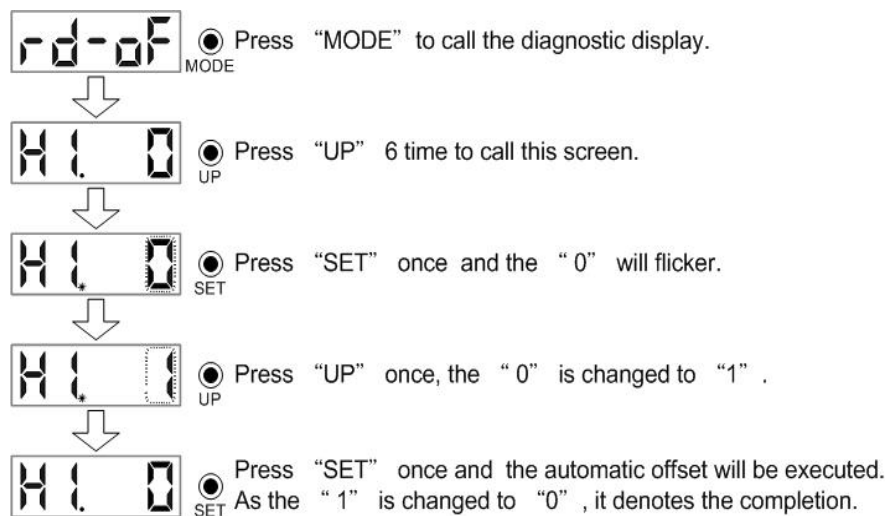 rd-oF
MODE
Press “MODE” to call the diagnostic display.
H1. 0
UP
Press “UP” 6 time to call this screen.
H1. 0
SET
Press “SET” once and the “0” will flicker.
H1. 1
UP
Press “UP” once, the “0” is changed to “1”.
H1. 0
SET
Press “SET” once and the automatic offset will be executed.
As the “1” is changed to “0”, it denotes the completion.